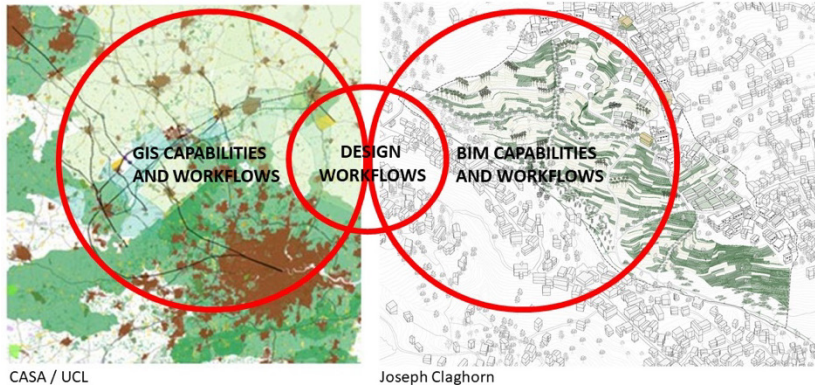 GIS CAPABILITIES
AND WORKFLOWS
DESIGN
WORKFLOWS
BIM CAPABILITIES
AND WORKFLOWS
CASA / UCL
Joseph Claghorn